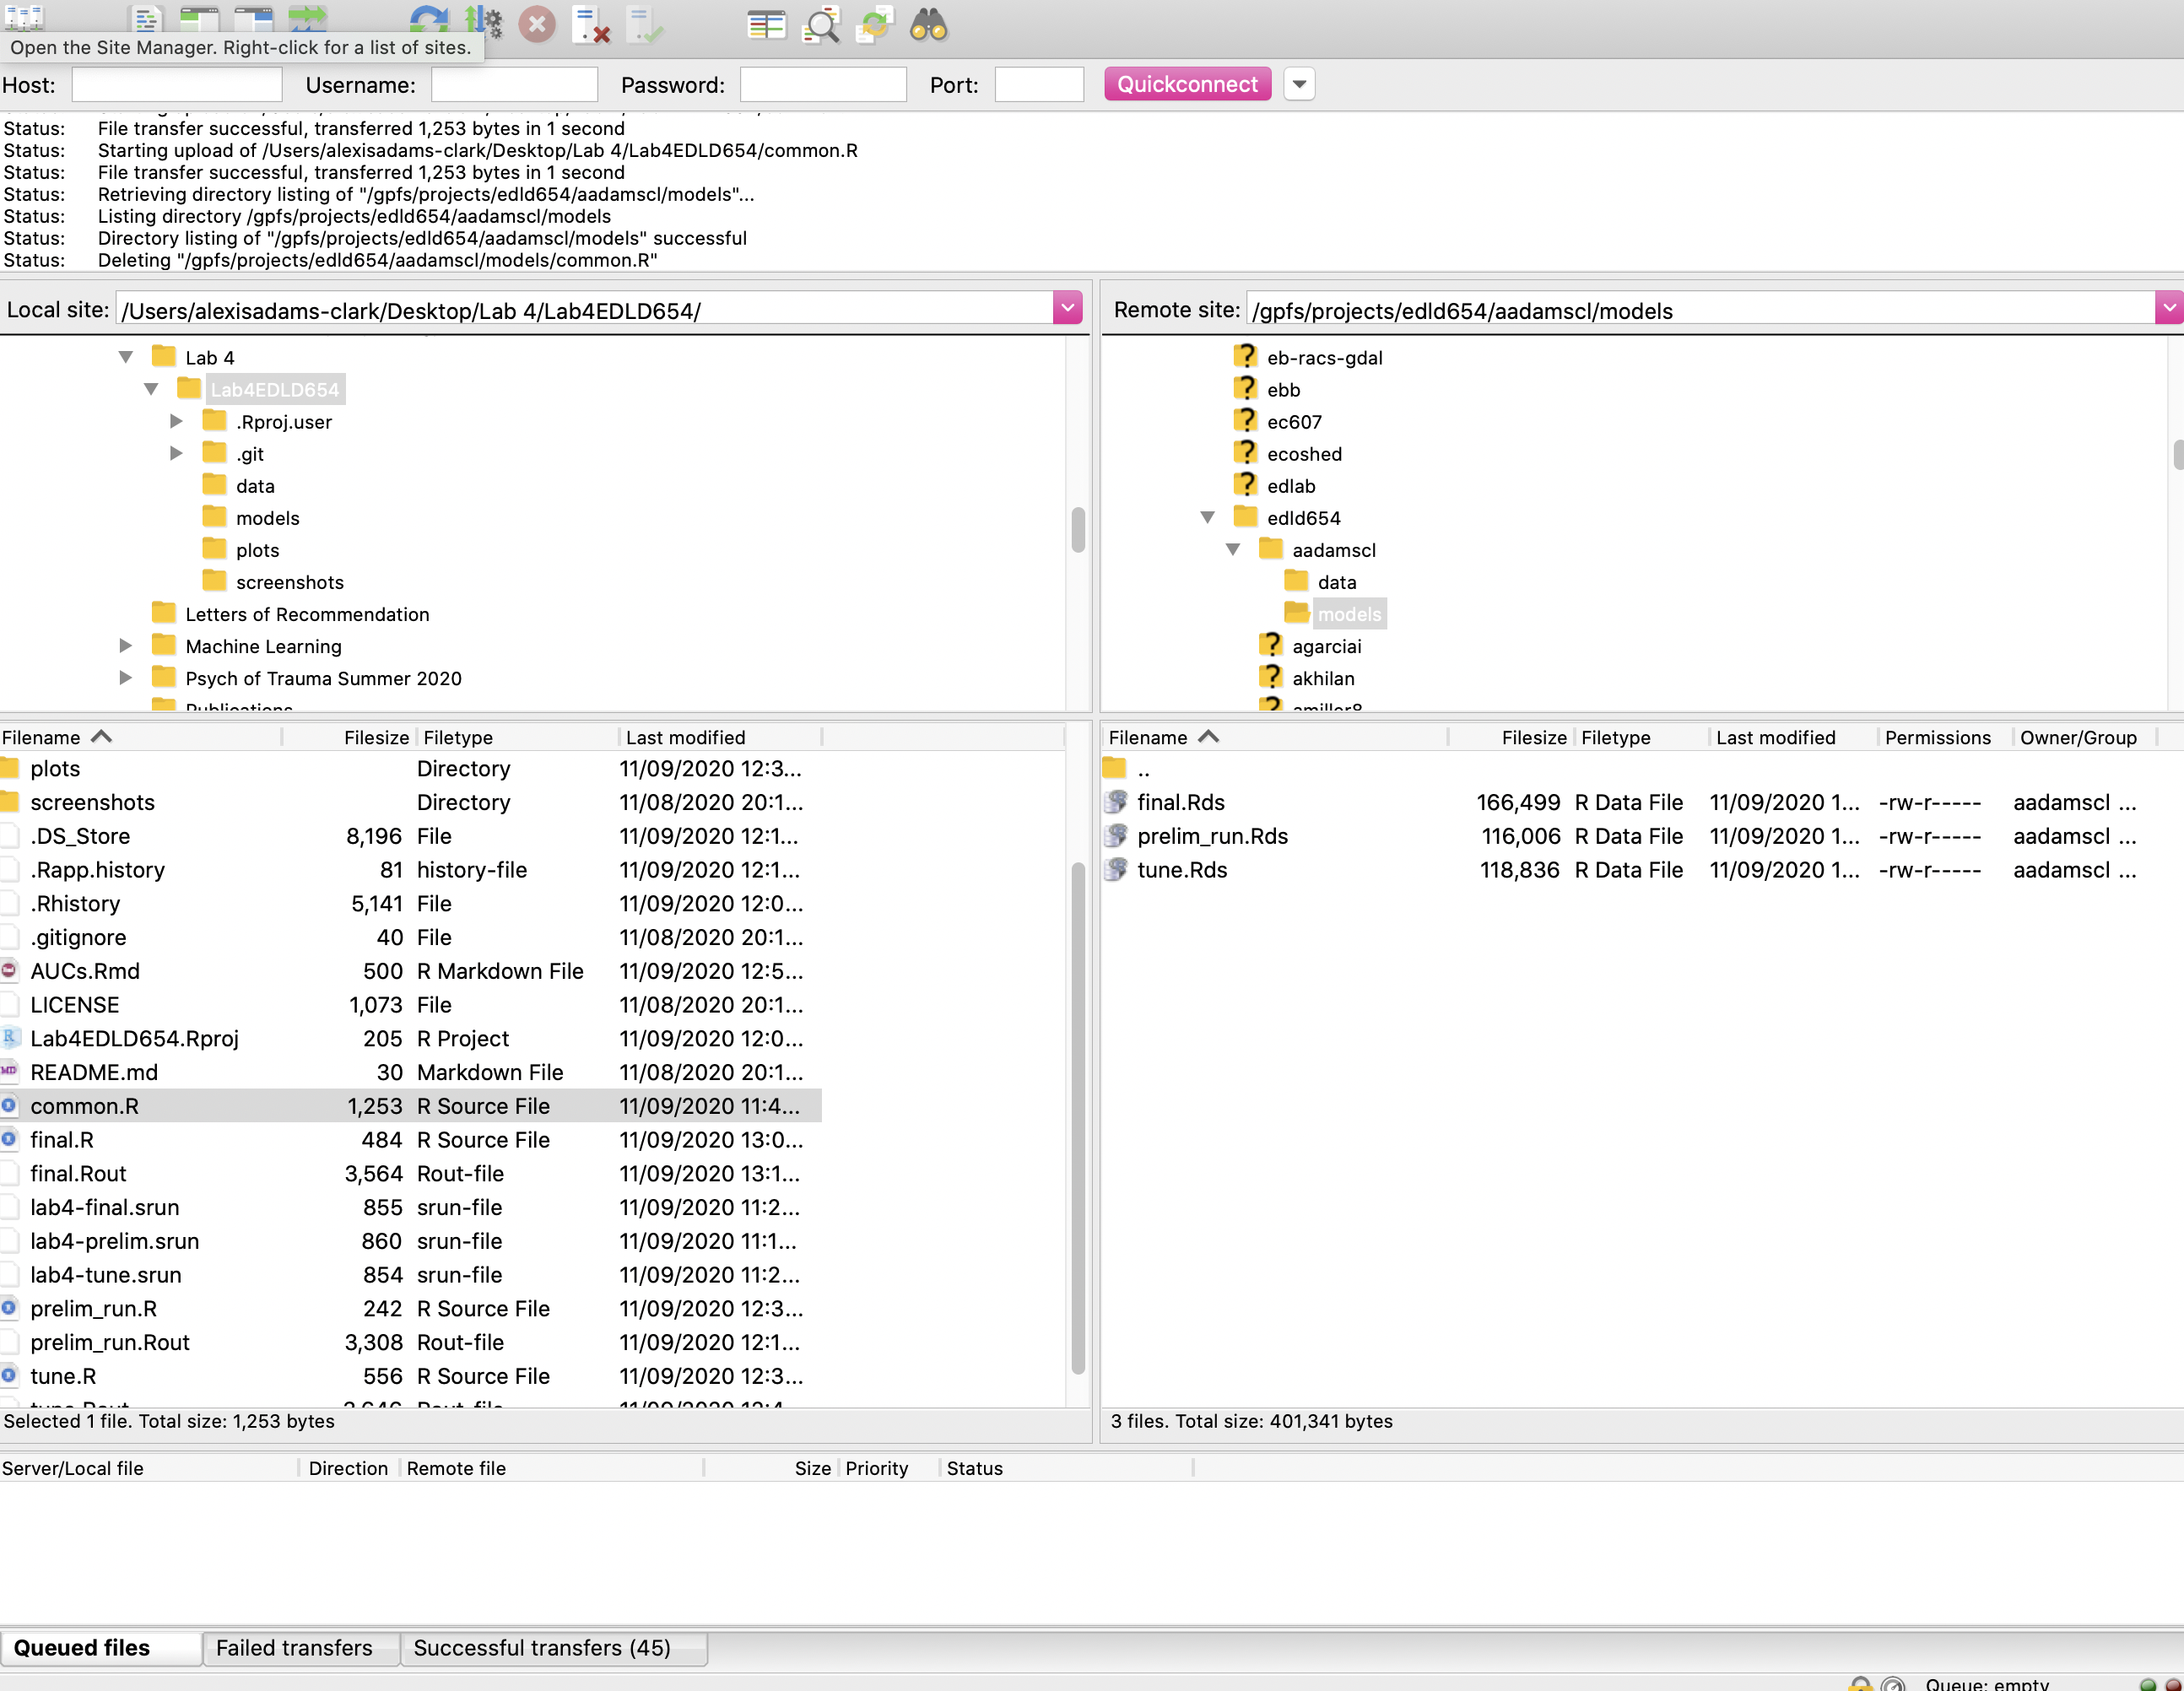 Open the Site Manager. Right-click for a list of sites.
Host: Username: Password: Port: Quickconnect
Status: File transfer successful, transferred 1,253 bytes in 1 second
Status: Starting upload of /Users/alexisadams-clark/Desktop/Lab 4/Lab4EDLD654/common.R
Status: File transfer successful, transferred 1,253 bytes in 1 second
Status: Retrieving directory listing of "/gpfs/projects/edld654/aadamscl/models"...
Status: Listing directory /gpfs/projects/edld654/aadamscl/models
Status: Directory listing of "/gpfs/projects/edld654/aadamscl/models" successful
Status: Deleting "/gpfs/projects/edld654/aadamscl/models/common.R"
Local site: /Users/alexisadams-clark/Desktop/Lab 4/Lab4EDLD654/
Lab 4
Lab4EDLD654
.Rproj.user
.git
data
models
plots
screenshots
Letters of Recommendation
Machine Learning
Psych of Trauma Summer 2020
Publications
Remote site: /gpfs/projects/edld654/aadamscl/models
eb-racs-gdal
ebb
ec607
ecoshed
edlab
edld654
aadamscl
data
models
agarciai
akhilan
amiller8
Filename Filesize Filetype Last modified
plots Directory 11/09/2020 12:3...
screenshots Directory 11/08/2020 20:1...
.DS_Store 8,196 File 11/09/2020 12:1...
.Rapp.history 81 history-file 11/09/2020 12:1...
.Rhistory 5,141 File 11/09/2020 12:0...
.gitignore 40 File 11/08/2020 20:1...
AUCs.Rmd 500 R Markdown File 11/09/2020 12:5...
LICENSE 1,073 File 11/08/2020 20:1...
Lab4EDLD654.Rproj 205 R Project 11/09/2020 12:0...
README.md 30 Markdown File 11/08/2020 20:1...
common.R 1,253 R Source File 11/09/2020 11:4...
final.R 484 R Source File 11/09/2020 13:0...
final.Rout 3,564 Rout-file 11/09/2020 13:1...
lab4-final.srun 855 srun-file 11/09/2020 11:2...
lab4-prelim.srun 860 srun-file 11/09/2020 11:1...
lab4-tune.srun 854 srun-file 11/09/2020 11:2...
prelim_run.R 242 R Source File 11/09/2020 12:3...
prelim_run.Rout 3,308 Rout-file 11/09/2020 12:1...
tune.R 556 R Source File 11/09/2020 12:3...
tune.Rout 3,646 Rout-file 11/09/2020 12:4...
Selected 1 file. Total size: 1,253 bytes
Filename Filesize Filetype Last modified Permissions Owner/Group
..
final.Rds 166,499 R Data File 11/09/2020 1... -rw-r----- aadamscl ...
prelim_run.Rds 116,006 R Data File 11/09/2020 1... -rw-r----- aadamscl ...
tune.Rds 118,836 R Data File 11/09/2020 1... -rw-r----- aadamscl ...
3 files. Total size: 401,341 bytes
Server/Local file Direction Remote file Size Priority Status
Queued files Failed transfers Successful transfers (45)
Queue: empty